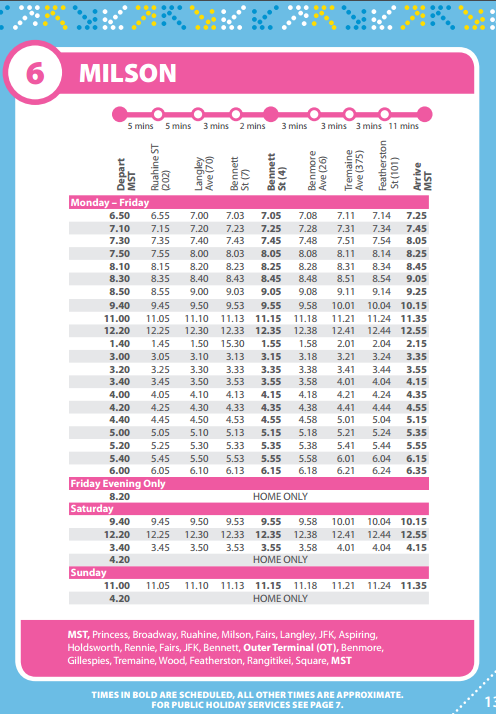 6 MILSON
5 mins 5 mins 3 mins 2 mins 3 mins 3 mins 3 mins 11 mins
Depart MST Ruahine ST (202) Langley Ave (70) Bennett St (7) Bennett St (4) Benmore Ave (26) Tremaine Ave (375) Featherston St (101) Arrive MST
Monday – Friday
6.50 6.55 7.00 7.03 7.05 7.08 7.11 7.14 7.25
7.10 7.15 7.20 7.23 7.25 7.28 7.31 7.34 7.45
7.30 7.35 7.40 7.43 7.45 7.48 7.51 7.54 8.05
7.50 7.55 8.00 8.03 8.05 8.08 8.11 8.14 8.25
8.10 8.15 8.20 8.23 8.25 8.28 8.31 8.34 8.45
8.30 8.35 8.40 8.43 8.45 8.48 8.51 8.54 9.05
8.50 8.55 9.00 9.03 9.05 9.08 9.11 9.14 9.25
9.40 9.45 9.50 9.53 9.55 9.58 10.01 10.04 10.15
11.00 11.05 11.10 11.13 11.15 11.18 11.21 11.24 11.35
12.20 12.25 12.30 12.33 12.35 12.38 12.41 12.44 12.55
1.40 1.45 1.50 15.30 1.55 1.58 2.01 2.04 2.15
3.00 3.05 3.10 3.13 3.15 3.18 3.21 3.24 3.35
3.20 3.25 3.30 3.33 3.35 3.38 3.41 3.44 3.55
3.40 3.45 3.50 3.53 3.55 3.58 4.01 4.04 4.15
4.00 4.05 4.10 4.13 4.15 4.18 4.21 4.24 4.35
4.20 4.25 4.30 4.33 4.35 4.38 4.41 4.44 4.55
4.40 4.45 4.50 4.53 4.55 4.58 5.01 5.04 5.15
5.00 5.05 5.10 5.13 5.15 5.18 5.21 5.24 5.35
5.20 5.25 5.30 5.33 5.35 5.38 5.41 5.44 5.55
5.40 5.45 5.50 5.53 5.55 5.58 6.01 6.04 6.15
6.00 6.05 6.10 6.13 6.15 6.18 6.21 6.24 6.35
Friday Evening Only
8.20 HOME ONLY
Saturday
9.40 9.45 9.50 9.53 9.55 9.58 10.01 10.04 10.15
12.20 12.25 12.30 12.33 12.35 12.38 12.41 12.44 12.55
3.40 3.45 3.50 3.53 3.55 3.58 4.01 4.04 4.15
4.20 HOME ONLY
Sunday
11.00 11.05 11.10 11.13 11.15 11.18 11.21 11.24 11.35
4.20 HOME ONLY
MST, Princess, Broadway, Ruahine, Milson, Fairs, Langley, JFK, Aspiring,
Holdsworth, Rennie, Fairs, JFK, Bennett, Outer Terminal (OT), Benmore,
Gillespies, Tremaine, Wood, Featherston, Rangitikei, Square, MST
TIMES IN BOLD ARE SCHEDULED, ALL OTHER TIMES ARE APPROXIMATE.
FOR PUBLIC HOLIDAY SERVICES SEE PAGE 7.